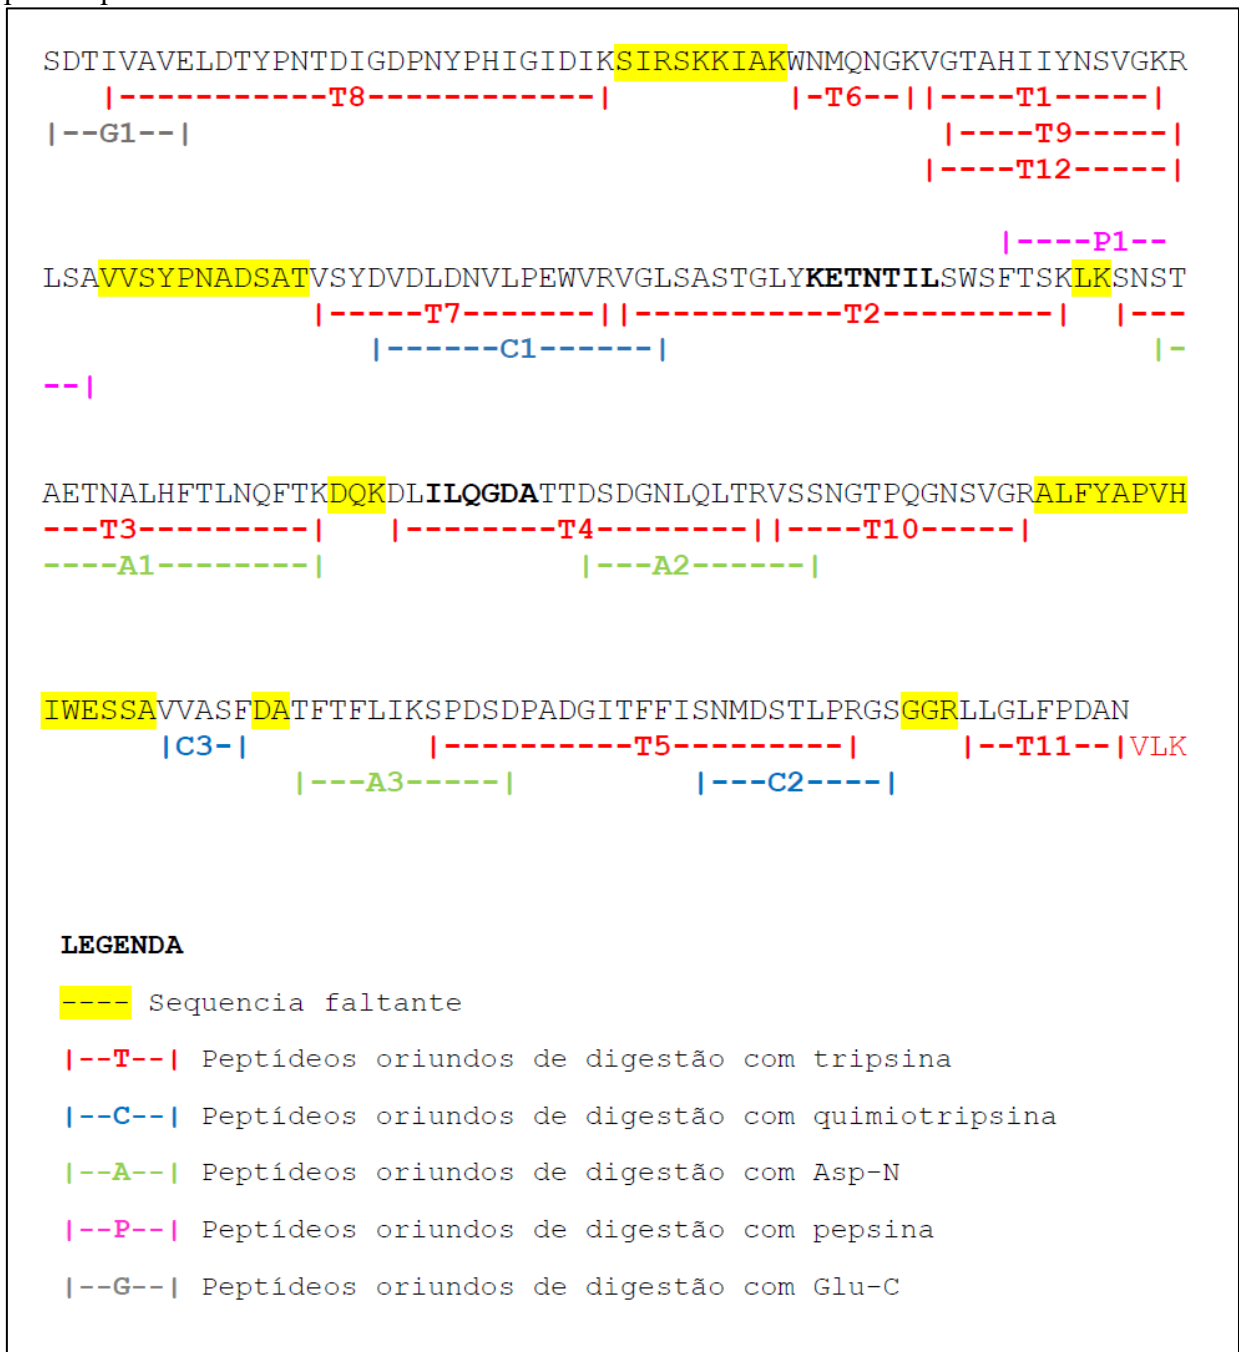 SDTIVAVELDTYPNTDIGDPNYPHIGIDIKSIRSKKIAKWNMQNGKVGTAHIIYNSVGKR
|-----------T8------------| |-T6--||----T1-----|
|--G1--| |----T9-----|
|----T12-----|
|----P1--
LSAVVSYPNADSATVSYDVDLDNVLPEWVRVGLSASTGLYKETNTILSWSFTSKLKSNST
|-----T7-------||-----------T2---------| |---
|------C1------| |-
--|
AETNALHFTLNQFTKDQKDLILQGDATTDSDGNLQLTRVSSNGTPQGNSVGRALFYAPVH
---T3---------| |--------T4--------||----T10-----|
----A1--------| |---A2------|
IWESSAVVASFDATFTFLIKSPDSDPADGITFFISNMDSTLPRGSGGRLLGLFPDAN
|C3-| |----------T5---------| |--T11--|VLK
|---A3-----| |---C2----|
LEGENDA
---- Sequencia faltante
|--T--| Peptídeos oriundos de digestão com tripsina
|--C--| Peptídeos oriundos de digestão com quimiotripsina
|--A--| Peptídeos oriundos de digestão com Asp-N
|--P--| Peptídeos oriundos de digestão com pepsina
|--G--| Peptídeos oriundos de digestão com Glu-C